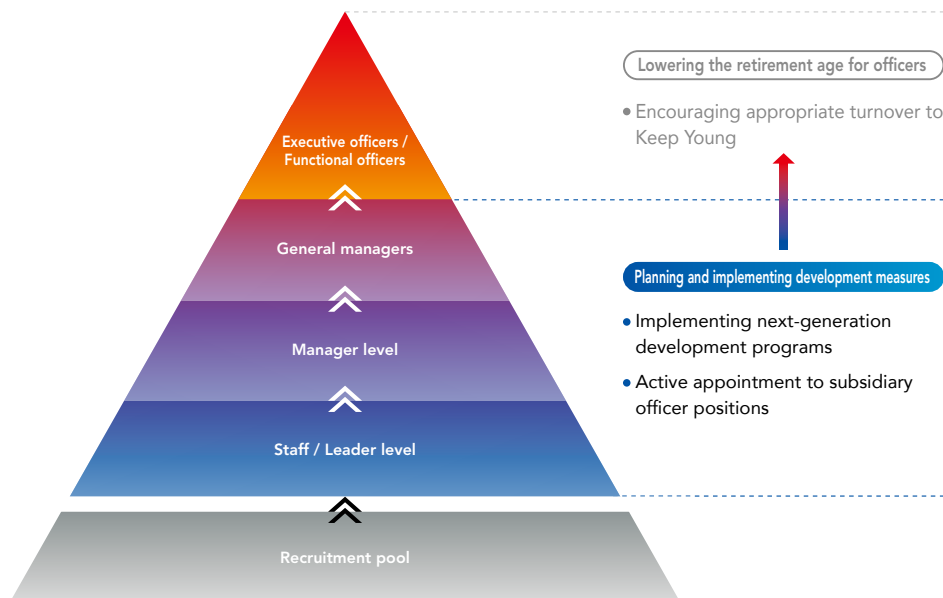 Executive officers /
Functional officers
General managers
Manager level
Staff / Leader level
Recruitment pool
Lowering the retirement age for officers
• Encouraging appropriate turnover to
Keep Young
Planning and implementing development measures
• Implementing next-generation
development programs
• Active appointment to subsidiary
officer positions